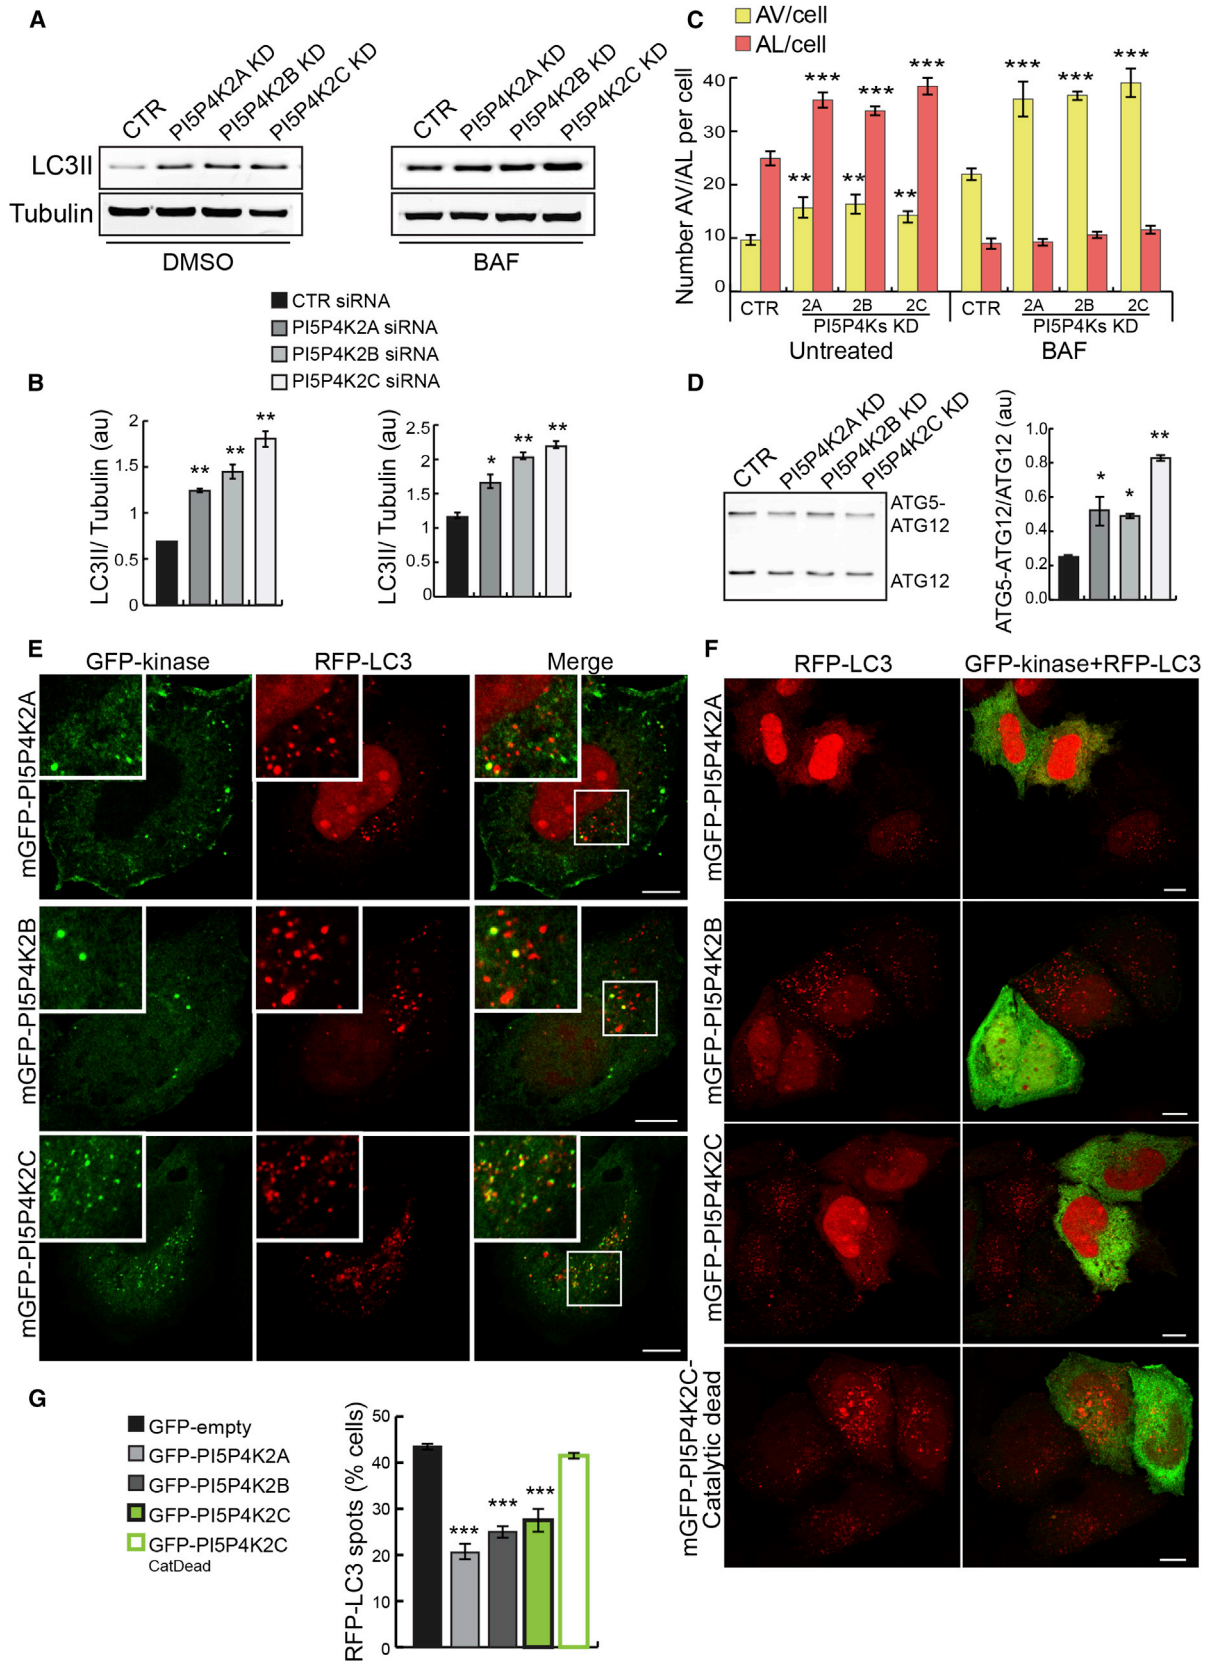 A
CTR
PI5P4K2A KD
PI5P4K2B KD
PI5P4K2C KD
CTR
PI5P4K2A KD
PI5P4K2B KD
PI5P4K2C KD
LC3II
Tubulin
DMSO
BAF
C
AV/cell
AL/cell
Number AV/AL per cell
40
30
20
10
0
*** *** *** *** *** ***
** ** **
CTR
2A 2B 2C
PI5P4Ks KD
Untreated
CTR
2A 2B 2C
PI5P4Ks KD
BAF
CTR siRNA
PI5P4K2A siRNA
PI5P4K2B siRNA
PI5P4K2C siRNA
B
LC3II/ Tubulin (au)
2
1.5
1
0.5
0
** ** **
LC3II/ Tubulin (au)
2.5
2
1.5
1
0.5
0
* ** **
D
CTR
PI5P4K2A KD
PI5P4K2B KD
PI5P4K2C KD
ATG5-
ATG12
ATG12
ATG5-ATG12/ATG12 (au)
1.0
0.8
0.6
0.4
0.2
0.0
* * **
E
GFP-kinase RFP-LC3 Merge
mGFP-PI5P4K2A
mGFP-PI5P4K2B
mGFP-PI5P4K2C
F
RFP-LC3 GFP-kinase+RFP-LC3
mGFP-PI5P4K2A
mGFP-PI5P4K2B
mGFP-PI5P4K2C
mGFP-PI5P4K2C-
Catalytic dead
G
GFP-empty
GFP-PI5P4K2A
GFP-PI5P4K2B
GFP-PI5P4K2C
GFP-PI5P4K2C
CatDead
RFP-LC3 spots (% cells)
50
40
30
20
10
0
*** *** ***